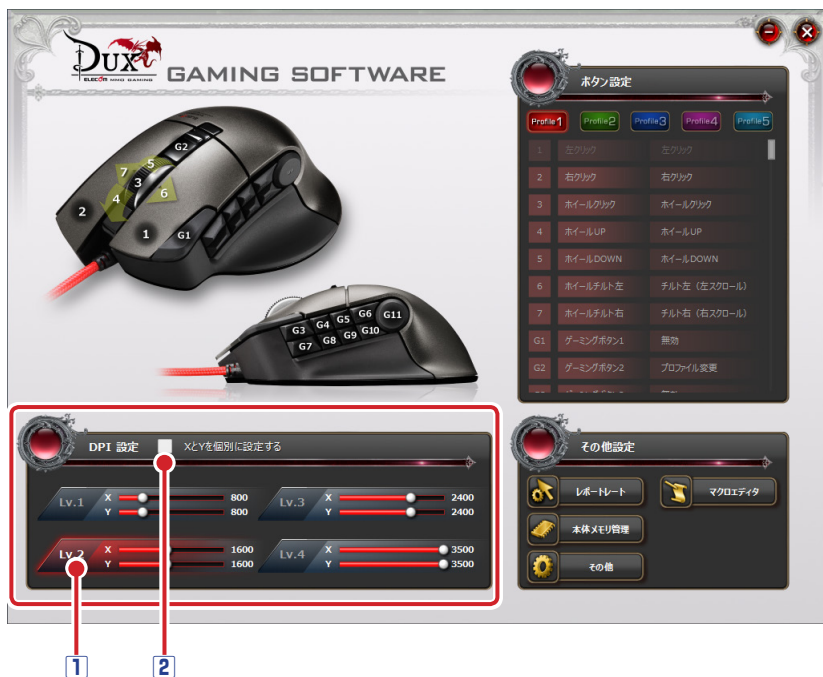 DUX
ELECOM MMO GAMING
GAMING SOFTWARE
G2
5
7
3
4
6
2
1
G1
G3 G4 G5 G6 G11
G7 G8 G9 G10
ボタン設定
Profile1 Profile2 Profile3 Profile4 Profile5
1 左クリック 左クリック
2 右クリック 右クリック
3 ホイールクリック ホイールクリック
4 ホイールUP ホイールUP
5 ホイールDOWN ホイールDOWN
6 ホイールチルト左 チルト左（左スクロール）
7 ホイールチルト右 チルト右（右スクロール）
G1 ゲーミングボタン1 無効
G2 ゲーミングボタン2 プロファイル変更
DPI 設定 XとYを個別に設定する
Lv.1 X 800
Y 800
Lv.3 X 2400
Y 2400
Lv.2 X 1600
Y 1600
Lv.4 X 3500
Y 3500
その他設定
レポートレート マクロエディタ
本体メモリ管理
その他
1 2